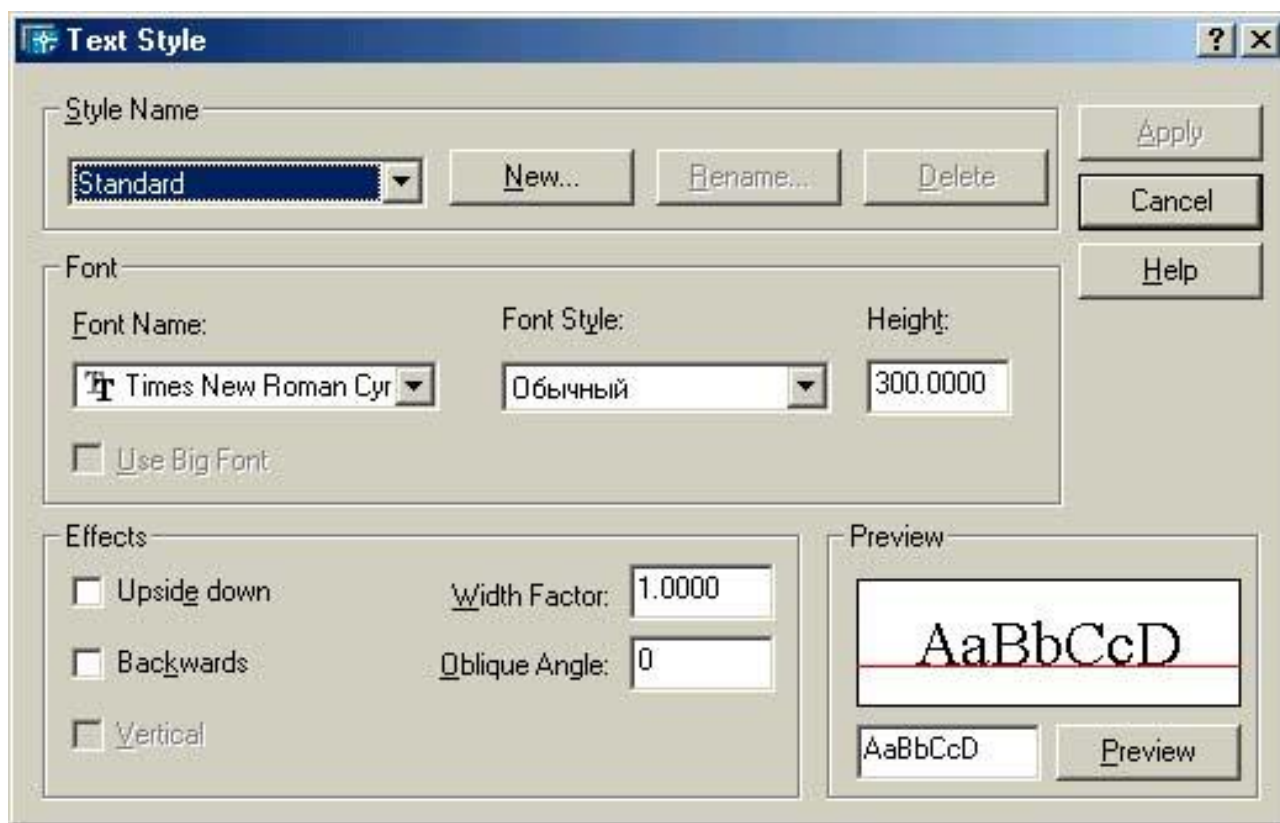 Text Style
? X
Style Name
Apply
Standard
New...
Rename...
Delete
Cancel
Font
Help
Font Name:
Font Style:
Height:
Times New Roman Cyr
Обычный
300.0000
Use Big Font
Effects
Preview
Upside down
Width Factor:
1.0000
AaBbCcD
Backwards
Oblique Angle:
0
Vertical
AaBbCcD
Preview